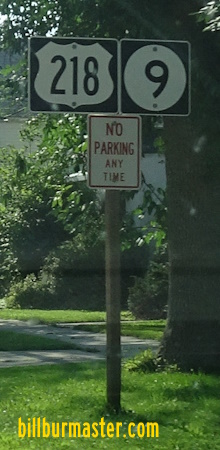 218 9
NO
PARKING
ANY
TIME
billburmaster.com